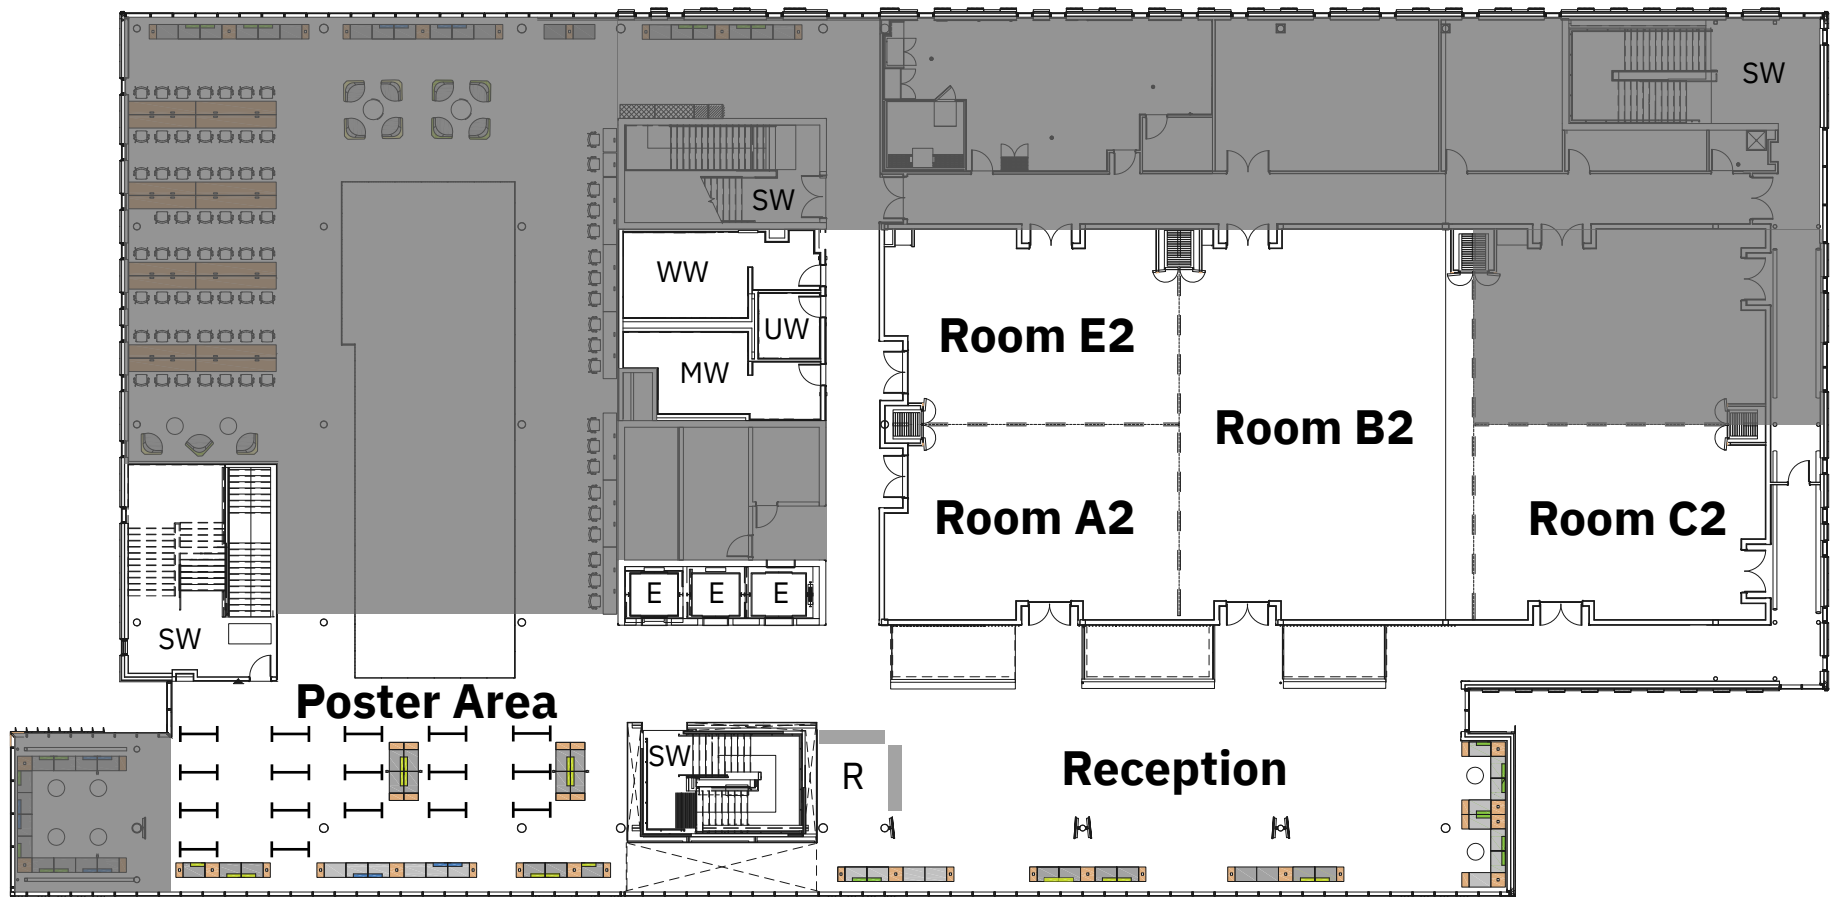 SW
SW
WW
UW
MW
Room E2
Room B2
Room A2
Room C2
E E E
SW
Poster Area
SW
R
Reception